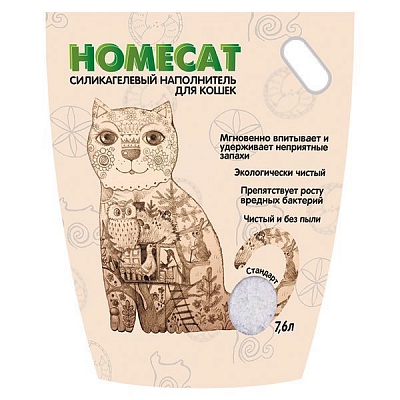 HOMECAT
СИЛИКАГЕЛЕВЫЙ НАПОЛНИТЕЛЬ
ДЛЯ КОШЕК
Мгновенно впитывает и
удерживает неприятные
запахи
Экологически чистый
Препятствует росту
вредных бактерий
Чистый и без пыли
Стандарт
7,6л